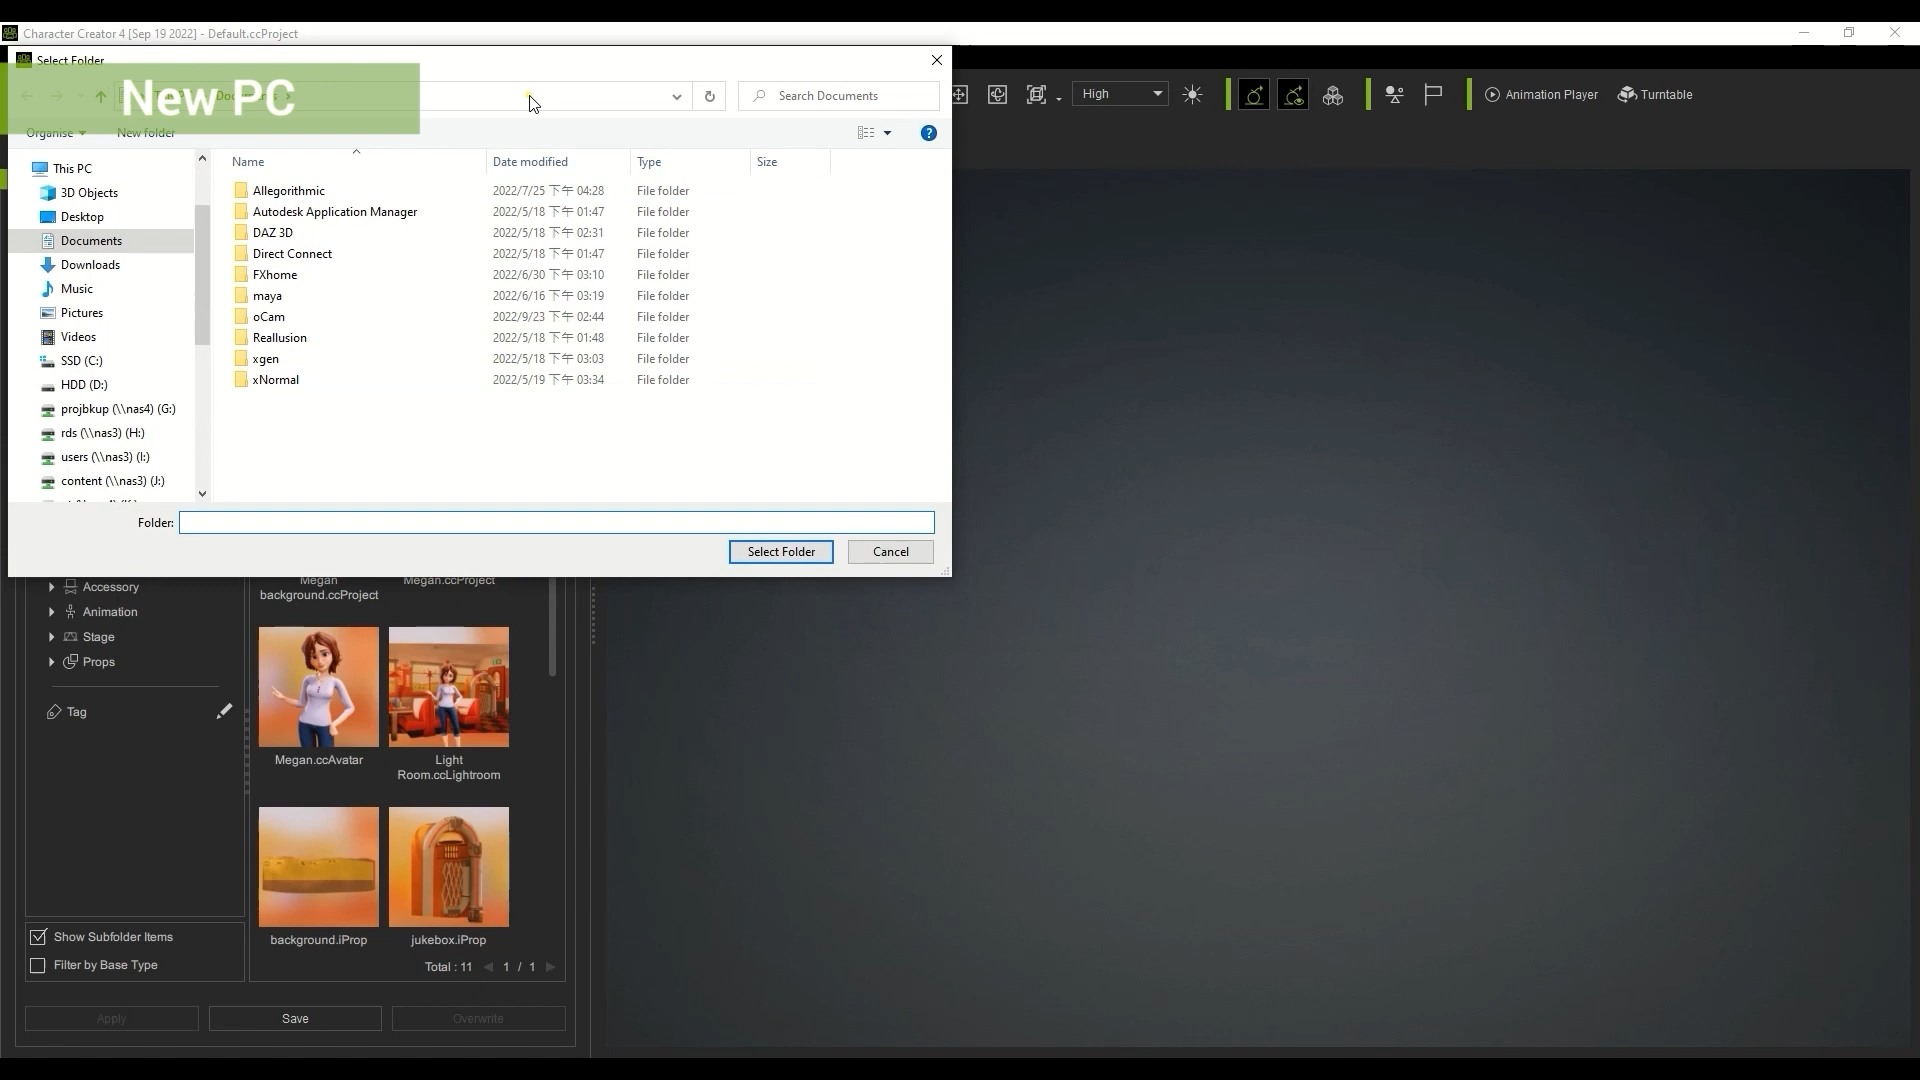 Character Creator 4 [Sep 19 2022] - Default.ccProject
Select Folder
New PC
Search Documents
High
Animation Player
Turntable
Organise
New folder
Name
Date modified
Type
Size
This PC
3D Objects
Desktop
Documents
Downloads
Music
Pictures
Videos
SSD (C:)
HDD (D:)
projbkup (\\nas4) (G:)
rds (\\nas3) (H:)
users (\\nas3) (I:)
content (\\nas3) (J:)
Allegorithmic 2022/7/25 下午 04:28 File folder
Autodesk Application Manager 2022/5/18 下午 01:47 File folder
DAZ 3D 2022/5/18 下午 02:31 File folder
Direct Connect 2022/5/18 下午 01:47 File folder
FXhome 2022/6/30 下午 03:10 File folder
maya 2022/6/16 下午 03:19 File folder
oCam 2022/9/23 下午 02:44 File folder
Reallusion 2022/5/18 下午 01:48 File folder
xgen 2022/5/18 下午 03:03 File folder
xNormal 2022/5/19 下午 03:34 File folder
Folder:
Select Folder
Cancel
Accessory
Animation
Stage
Props
Tag
Megan
background.ccProject
Megan.ccProject
Megan.ccAvatar
Light
Room.ccLightroom
background.iProp
jukebox.iProp
Show Subfolder Items
Filter by Base Type
Total : 11 1 / 1
Apply
Save
Overwrite